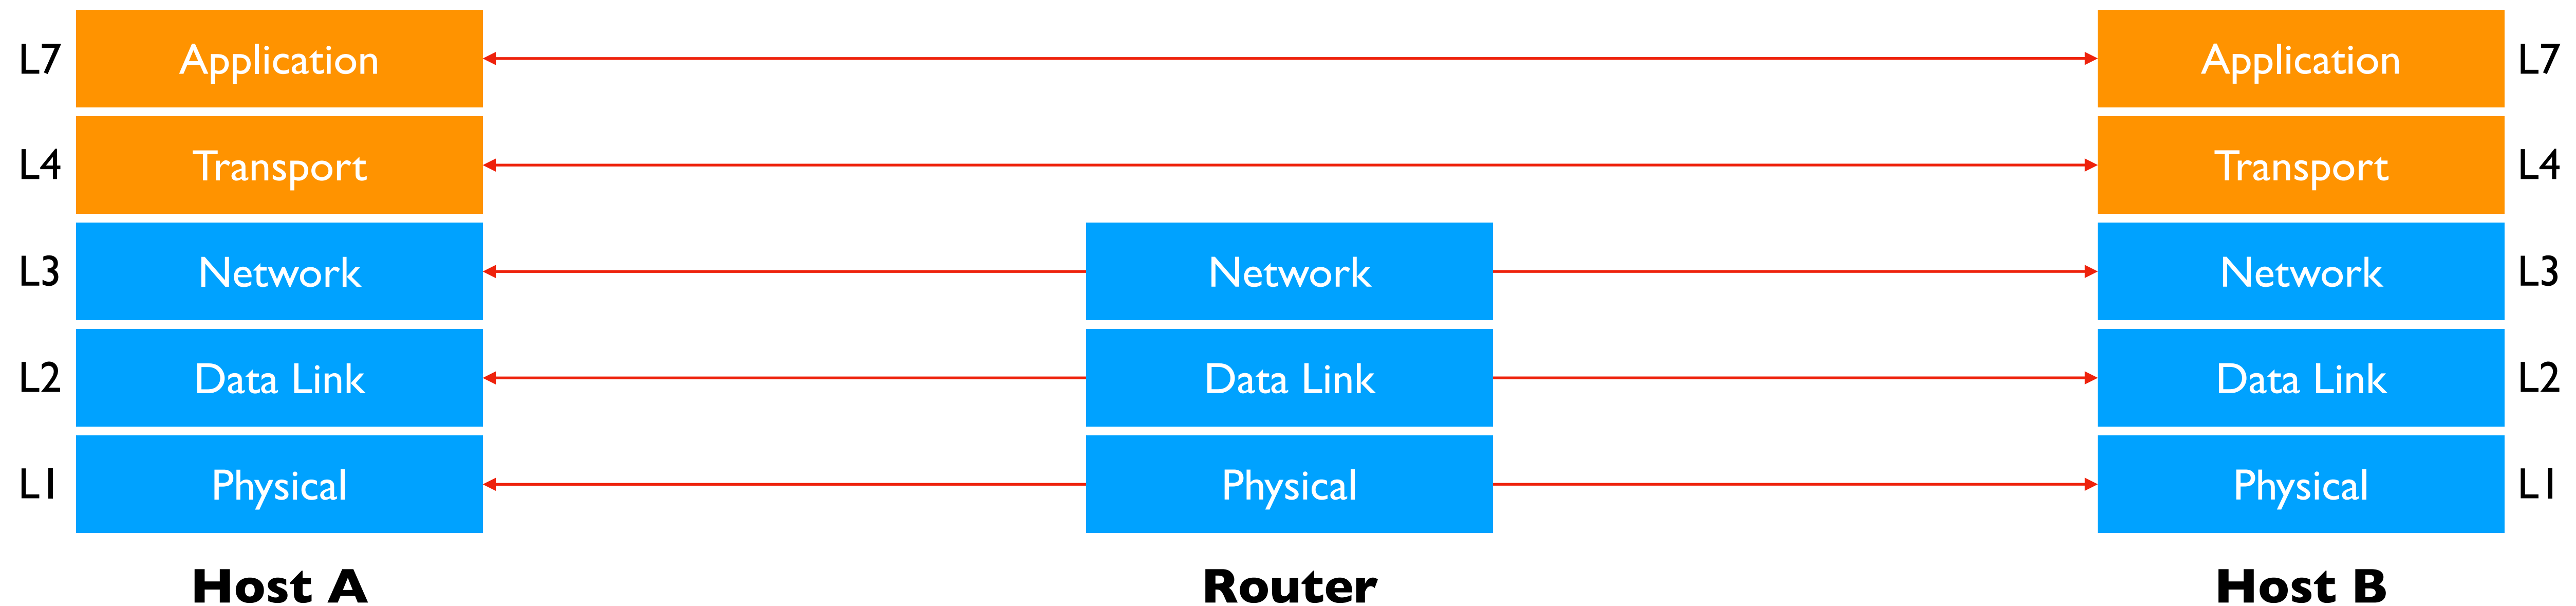 L7 Application Application L7
L4 Transport Transport L4
L3 Network Network Network L3
L2 Data Link Data Link Data Link L2
L1 Physical Physical Physical L1
Host A Router Host B